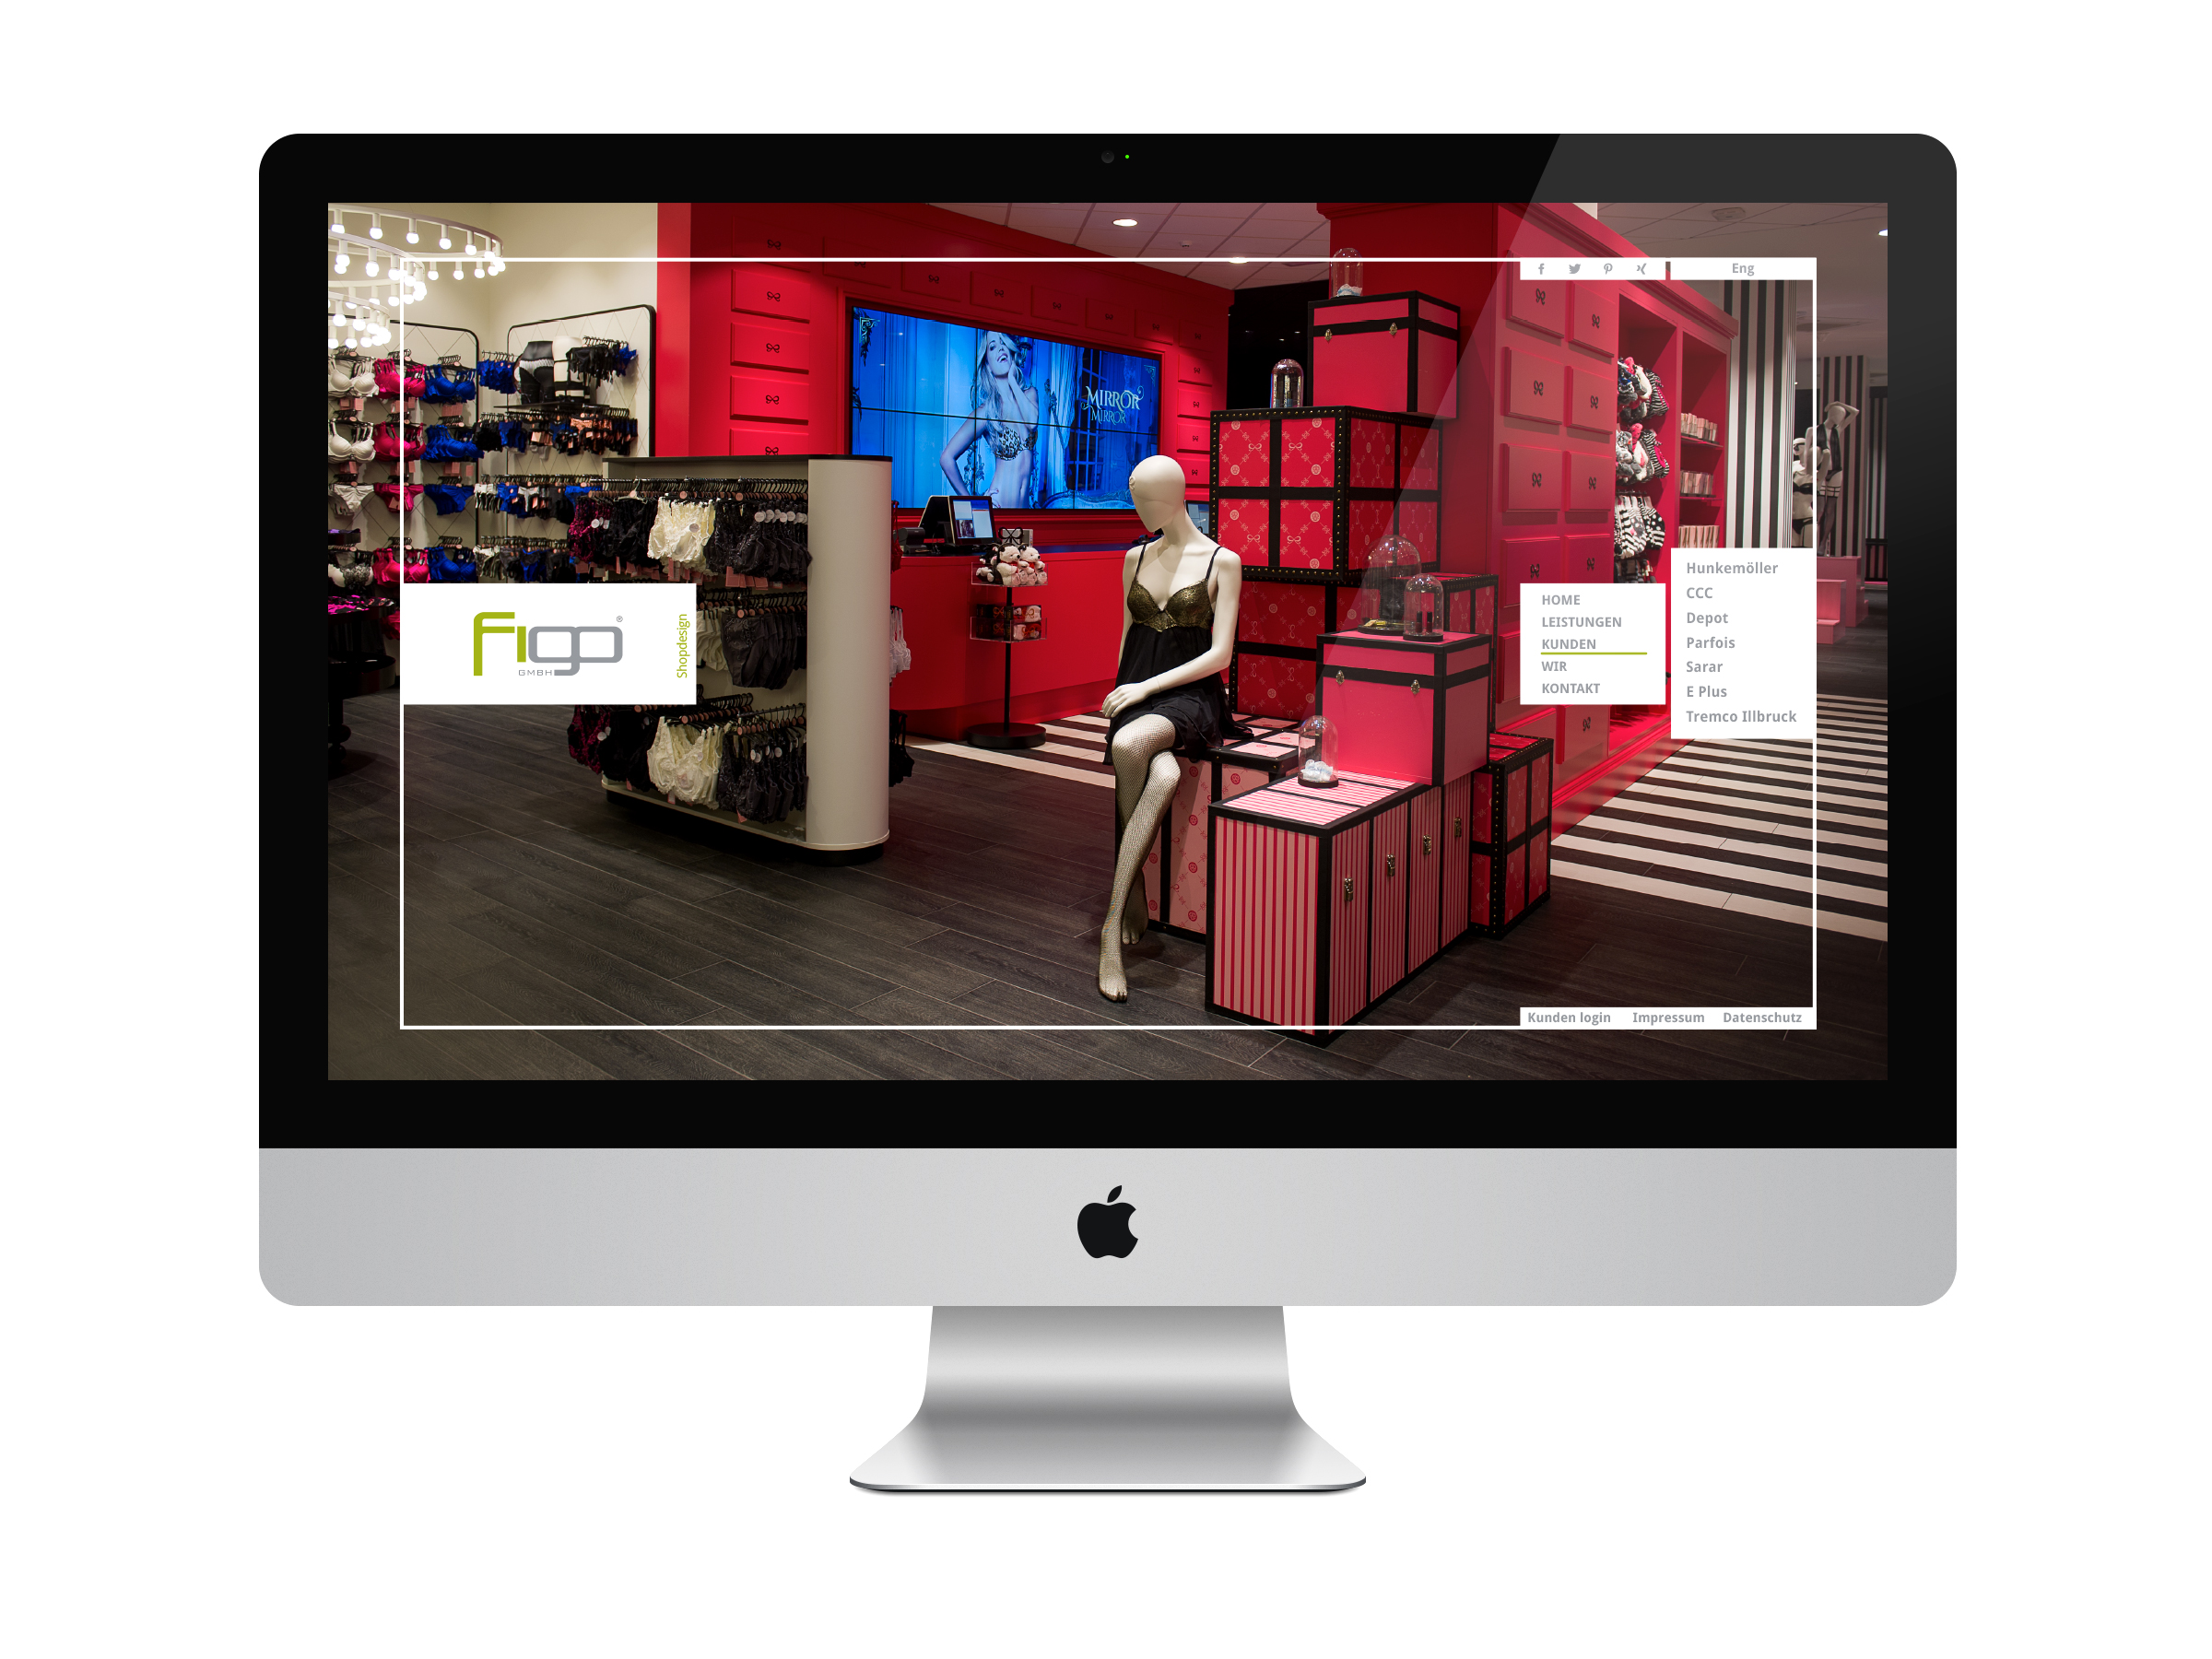 Eng
MIRROR
MIRROR
figo®
GMBH
Shopdesign
HOME
LEISTUNGEN
KUNDEN
WIR
KONTAKT
Hunkemöller
CCC
Depot
Parfois
Sarar
E Plus
Tremco Illbruck
Kunden login
Impressum
Datenschutz